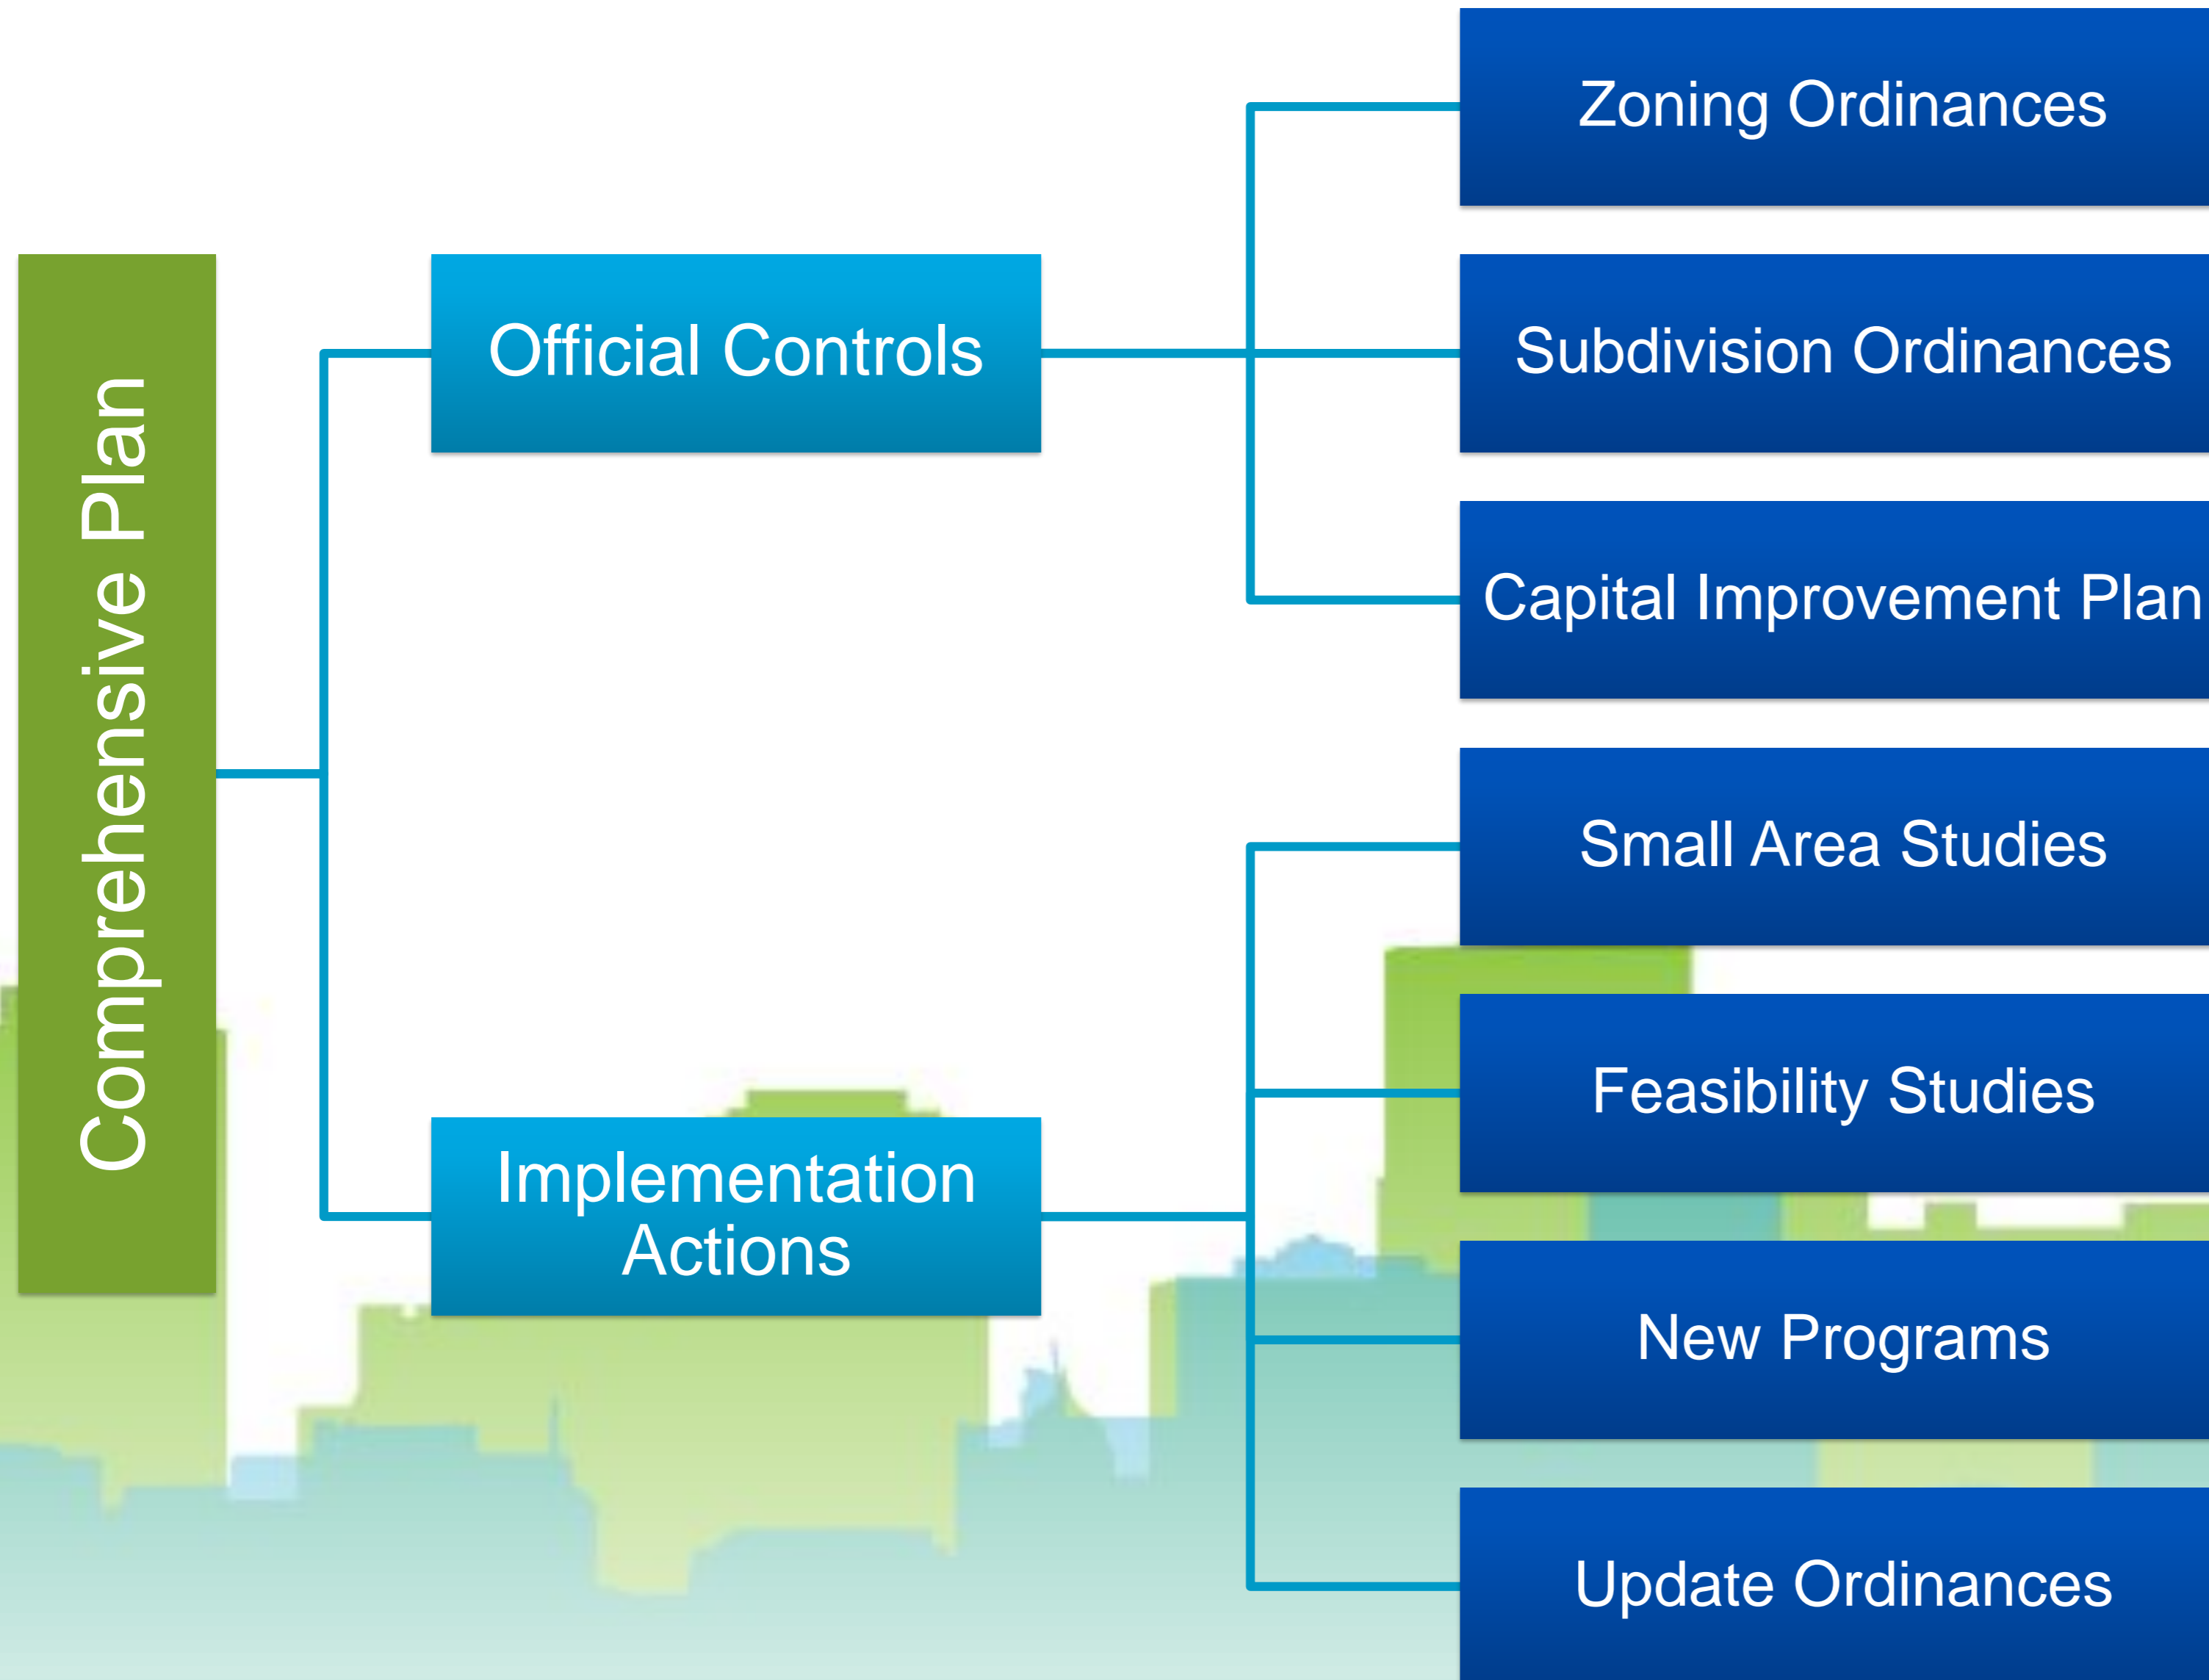 Comprehensive Plan
Official Controls
Zoning Ordinances
Subdivision Ordinances
Capital Improvement Plan
Implementation
Actions
Small Area Studies
Feasibility Studies
New Programs
Update Ordinances